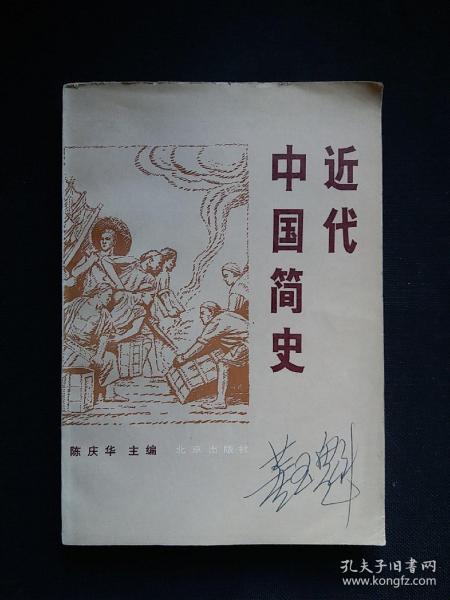 近代
中国简史
陈庆华 主编 北京出版社
孔夫子旧书网
www.kongfz.com